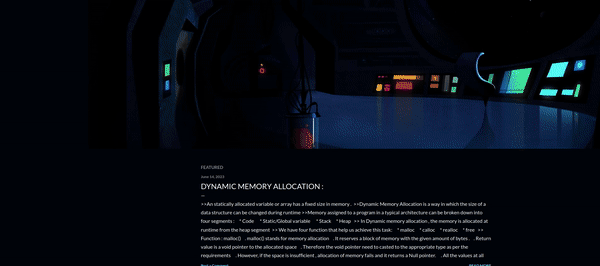 FEATURED
June 16, 2023
DYNAMIC MEMORY ALLOCATION :
>>An statically allocated variable or array has a fixed size in memory . >>Dynamic Memory Allocation is a way in which the size of a
data structure can be changed during runtime >>Memory assigned to a program in a typical architecture can be broken down into
four segments : * Code * Static/Global variable * Stack * Heap >> In Dynamic memory allocation , the memory is allocated at
runtime from the heap segment >> We have four function that help us achieve this task: * malloc * calloc * realloc * free >>
Function : malloc() . malloc() stands for memory allocation . It reserves a block of memory with the given amount of bytes . . Return
value is a void pointer to the allocated space . Therefore the void pointer need to casted to the appropriate type as per the
requirements . However, if the space is insufficient , allocation of memory fails and it returns a Null pointer. . All the values at all